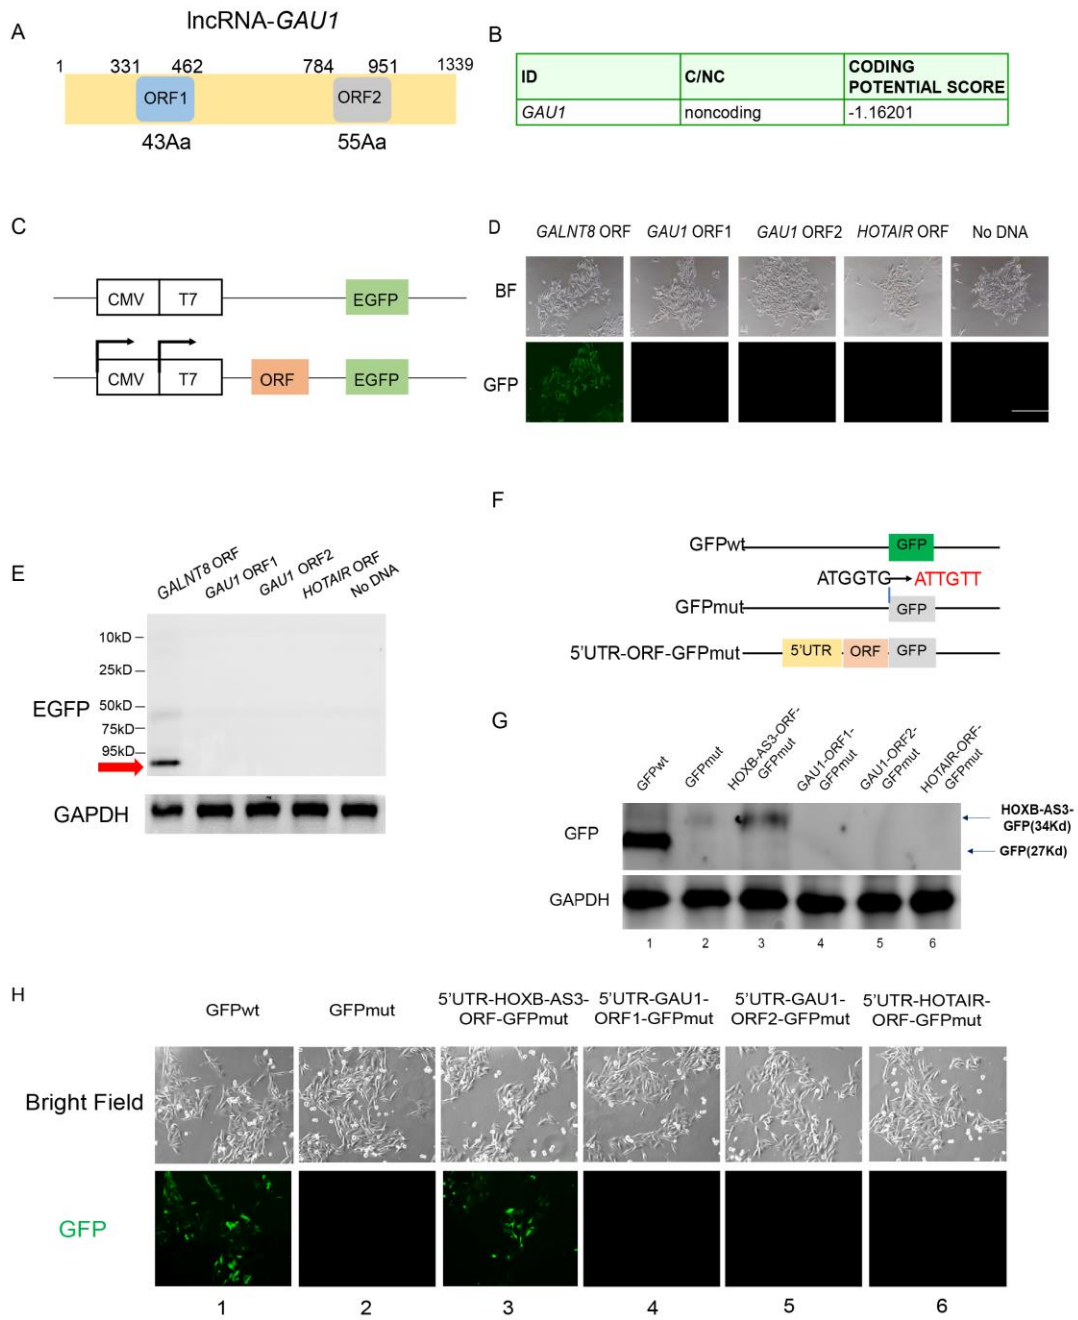 A
lncRNA-GAU1
1 331 462 784 951 1339
ORF1 ORF2
43Aa 55Aa
B
ID C/NC CODING POTENTIAL SCORE
GAU1 noncoding -1.16201
C
CMV T7 EGFP
CMV T7 ORF EGFP
D
GALNT8 ORF GAU1 ORF1 GAU1 ORF2 HOTAIR ORF No DNA
BF
GFP
E
GALNT8 ORF
GAU1 ORF1
GAU1 ORF2
HOTAIR ORF
No DNA
10kD
25kD
50kD
75kD
95kD
EGFP
GAPDH
F
GFPwt GFP
ATGGTG ATTGTT
GFPmut GFP
5'UTR-ORF-GFPmut 5'UTR ORF GFP
G
GFPwt
GFPmut
HOXB-AS3-ORF-
GFPmut
GAU1-ORF1-
GFPmut
GAU1-ORF2-
GFPmut
HOTAIR-ORF-
GFPmut
GFP
HOXB-AS3-
GFP(34Kd)
GFP(27Kd)
GAPDH
1 2 3 4 5 6
H
GFPwt
GFPmut
5'UTR-HOXB-AS3-
ORF-GFPmut
5'UTR-GAU1-
ORF1-GFPmut
5'UTR-GAU1-
ORF2-GFPmut
5'UTR-HOTAIR-
ORF-GFPmut
Bright Field
GFP
1 2 3 4 5 6